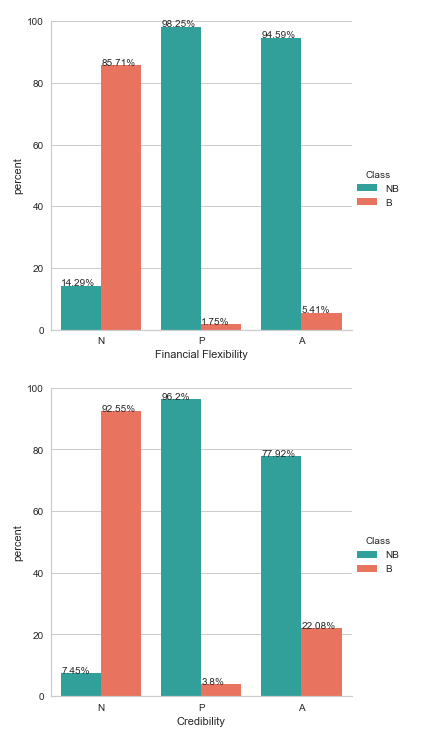 100
98.25%
94.59%
85.71%
80
percent
60
Class
NB
B
40
20
14.29%
1.75%
5.41%
0
N P A
Financial Flexibility
100
96.2%
92.55%
80
77.92%
percent
60
Class
NB
B
40
20
22.08%
7.45%
3.8%
0
N P A
Credibility